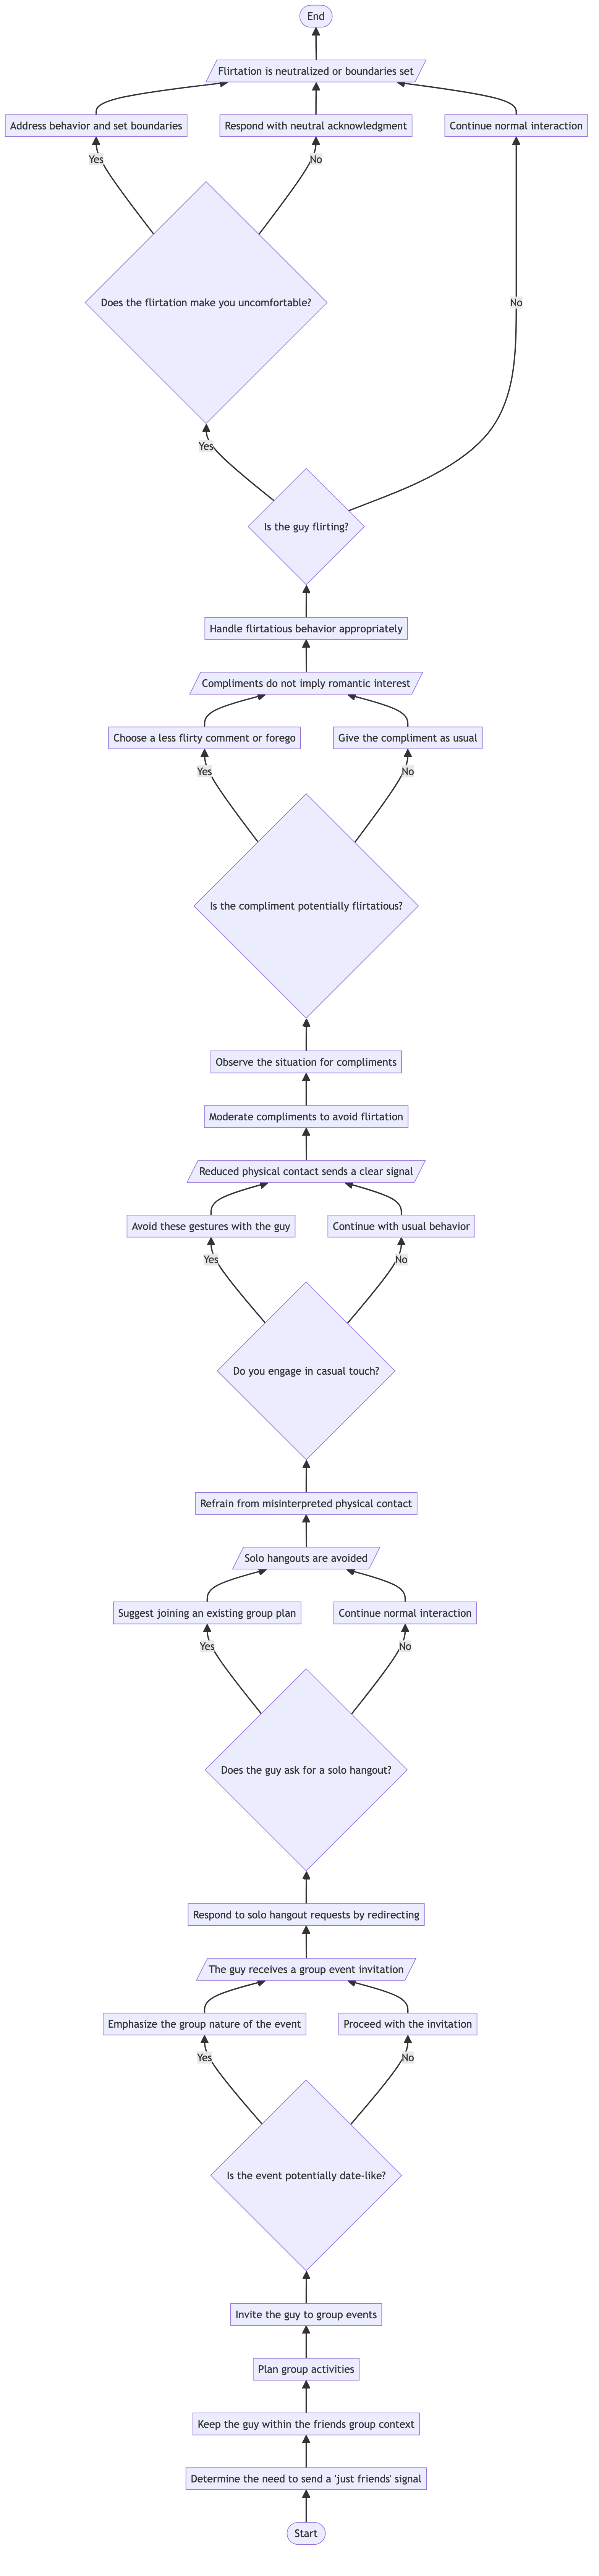 End
Flirtation is neutralized or boundaries set
Address behavior and set boundaries
Respond with neutral acknowledgment
Continue normal interaction
Yes
No
Does the flirtation make you uncomfortable?
No
Yes
Is the guy flirting?
Handle flirtatious behavior appropriately
Compliments do not imply romantic interest
Choose a less flirty comment or forego
Give the compliment as usual
Yes
No
Is the compliment potentially flirtatious?
Observe the situation for compliments
Moderate compliments to avoid flirtation
Reduced physical contact sends a clear signal
Avoid these gestures with the guy
Continue with usual behavior
Yes
No
Do you engage in casual touch?
Refrain from misinterpreted physical contact
Solo hangouts are avoided
Suggest joining an existing group plan
Continue normal interaction
Yes
No
Does the guy ask for a solo hangout?
Respond to solo hangout requests by redirecting
The guy receives a group event invitation
Emphasize the group nature of the event
Proceed with the invitation
Yes
No
Is the event potentially date-like?
Invite the guy to group events
Plan group activities
Keep the guy within the friends group context
Determine the need to send a 'just friends' signal
Start